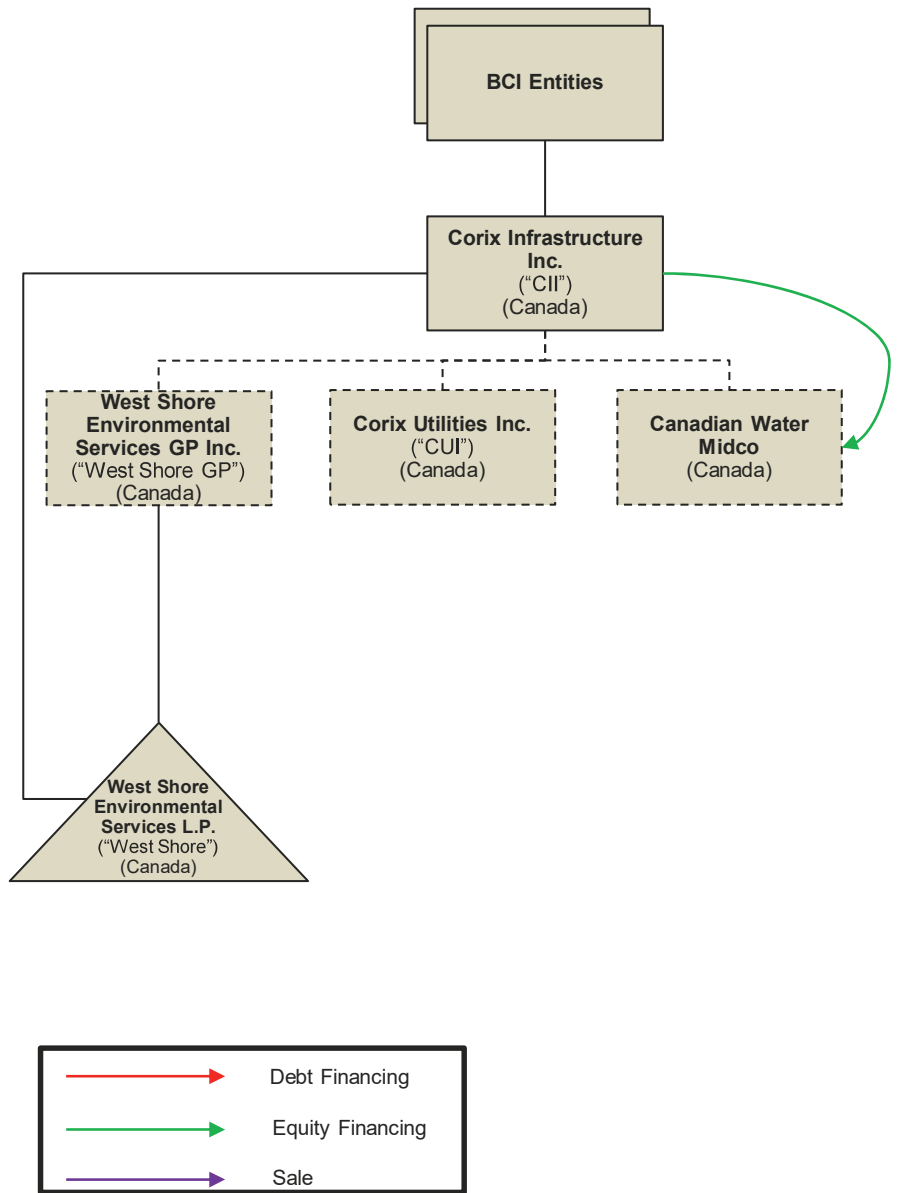 BCI Entities
Corix Infrastructure
Inc.
(“CII”)
(Canada)
West Shore
Environmental
Services GP Inc.
(“West Shore GP”)
(Canada)
Corix Utilities Inc.
(“CUI”)
(Canada)
Canadian Water
Midco
(Canada)
West Shore
Environmental
Services L.P.
(“West Shore”)
(Canada)
Debt Financing
Equity Financing
Sale